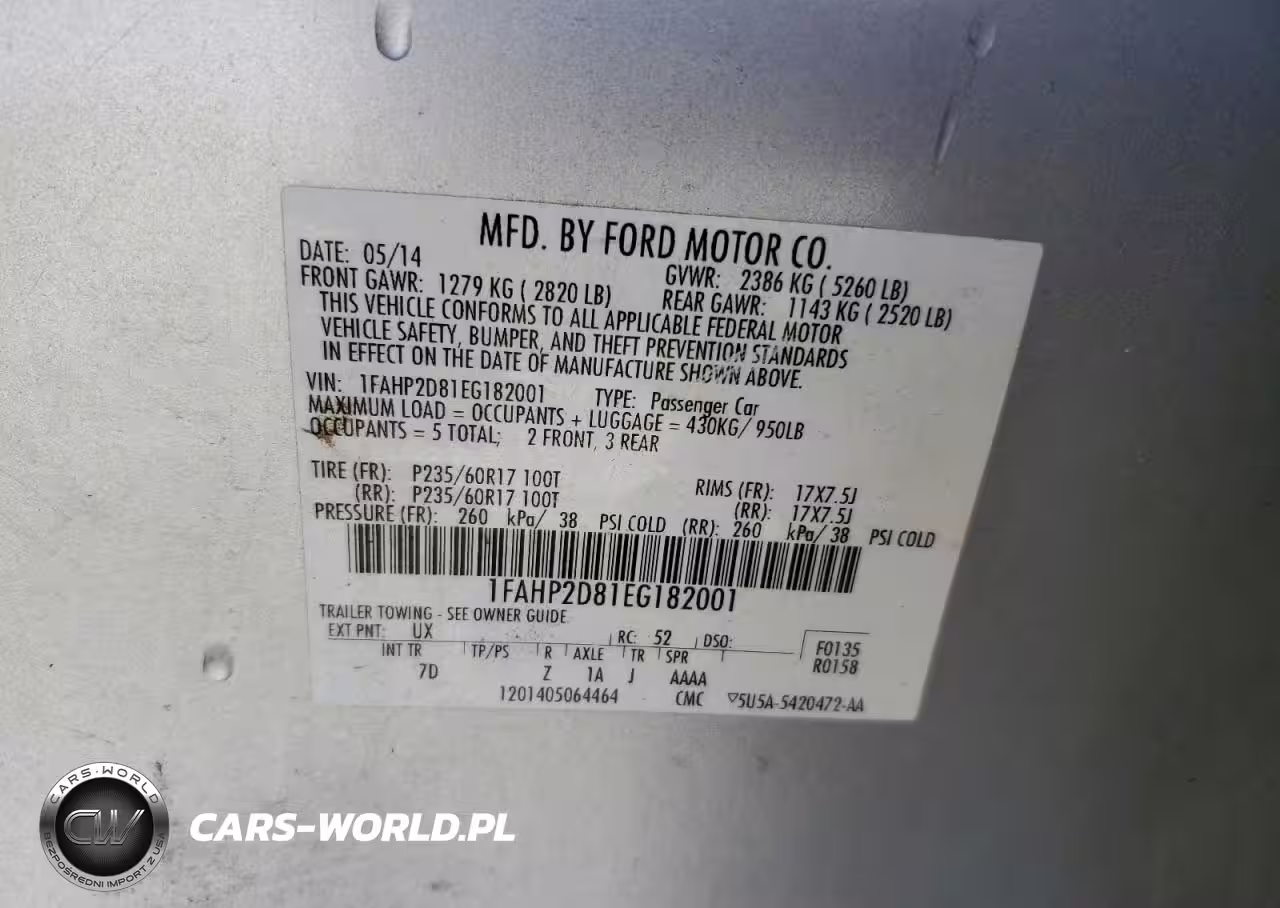 MFD. BY FORD MOTOR CO.
DATE: 05/14 GVWR: 2386 KG ( 5260 LB)
FRONT GAWR: 1279 KG ( 2820 LB) REAR GAWR: 1143 KG ( 2520 LB)
THIS VEHICLE CONFORMS TO ALL APPLICABLE FEDERAL MOTOR
VEHICLE SAFETY, BUMPER, AND THEFT PREVENTION STANDARDS
IN EFFECT ON THE DATE OF MANUFACTURE SHOWN ABOVE.
VIN: 1FAHP2D81EG182001 TYPE: Passenger Car
MAXIMUM LOAD = OCCUPANTS + LUGGAGE = 430KG/ 950LB
OCCUPANTS = 5 TOTAL; 2 FRONT, 3 REAR
TIRE (FR): P235/60R17 100T RIMS (FR): 17X7.5J
(RR): P235/60R17 100T (RR): 17X7.5J
PRESSURE (FR): 260 kPa/ 38 PSI COLD (RR): 260 kPa/ 38 PSI COLD
1FAHP2D81EG182001
TRAILER TOWING - SEE OWNER GUIDE
EXT PNT: UX RC: 52 DSO: F0135
INT TR TP/PS R AXLE TR SPR R0158
7D Z 1A J AAAA
1201405064464 CMC ▽5U5A-5420472-AA
CARS-WORLD
CW
BEZPOŚREDNI IMPORT Z USA
CARS-WORLD.PL